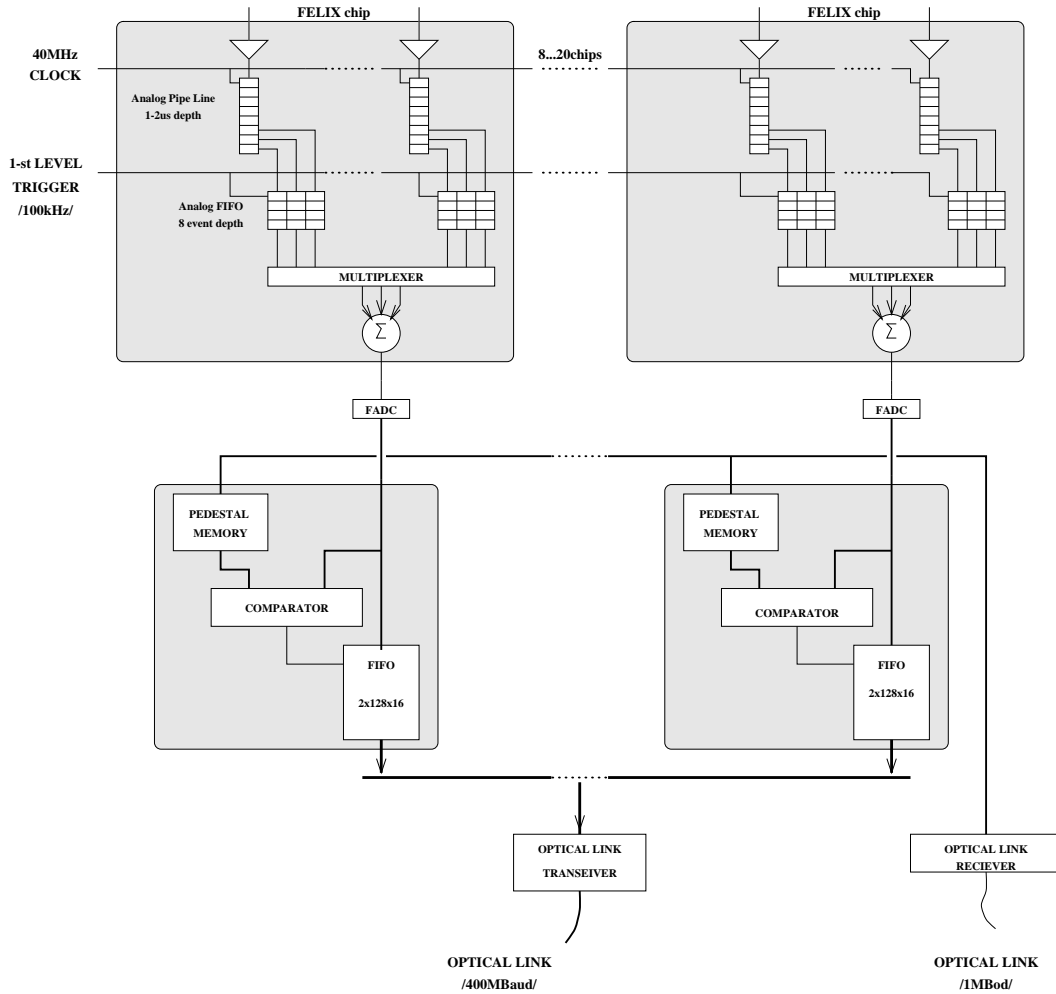 FELIX chip
FELIX chip
40MHz
CLOCK
8...20chips
Analog Pipe Line
1-2us depth
1-st LEVEL
TRIGGER
/100kHz/
Analog FIFO
8 event depth
MULTIPLEXER
MULTIPLEXER
Σ
Σ
FADC
FADC
PEDESTAL
MEMORY
PEDESTAL
MEMORY
COMPARATOR
COMPARATOR
FIFO
2x128x16
FIFO
2x128x16
OPTICAL LINK
TRANSEIVER
OPTICAL LINK
RECIEVER
OPTICAL LINK
/400MBaud/
OPTICAL LINK
/1MBod/